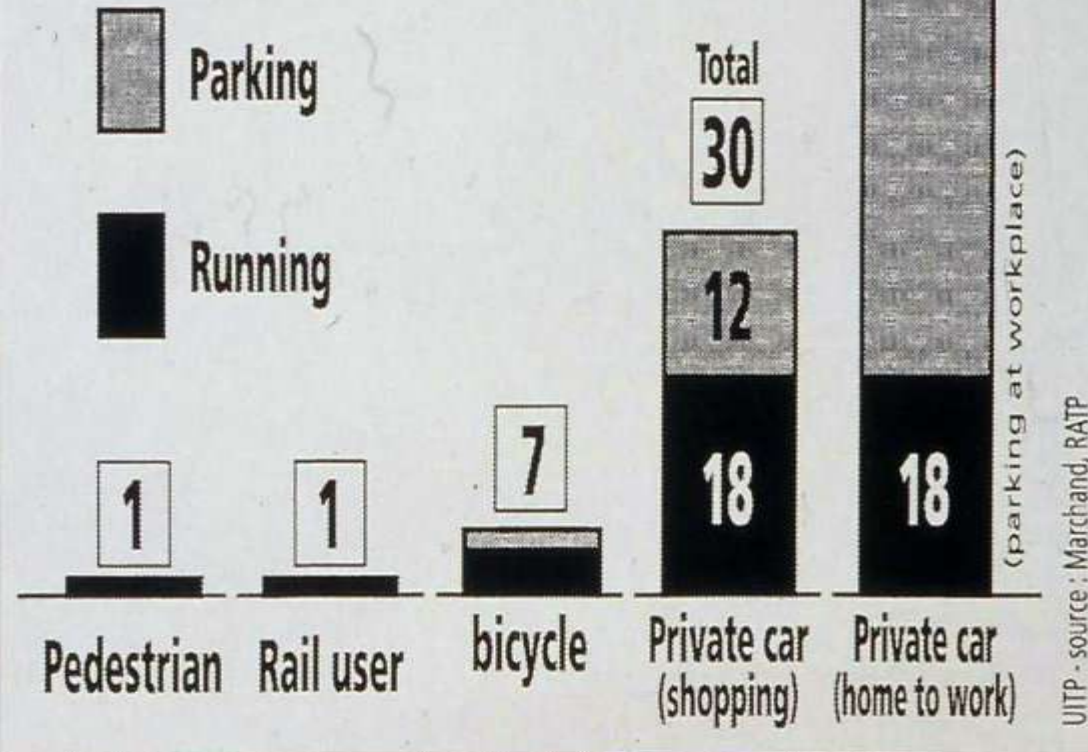 Parking
Running
Total
30
12
18
18
7
1
1
Pedestrian
Rail user
bicycle
Private car
(shopping)
Private car
(home to work)
(parking at workplace)
UITP - source : Marchand, RATP